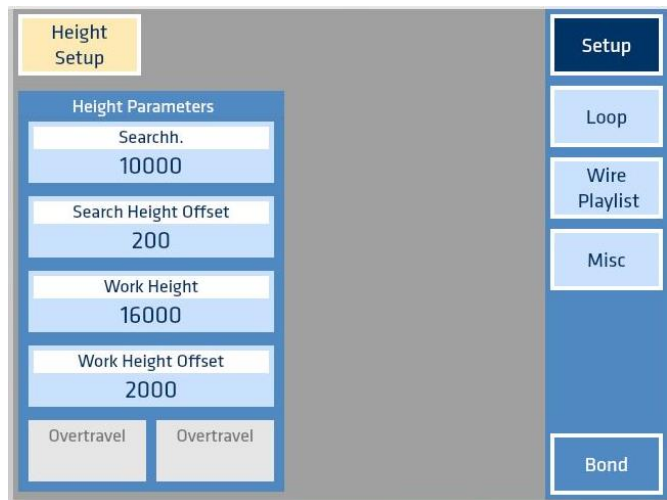 Height
Setup
Setup
Height Parameters
Searchh.
10000
Search Height Offset
200
Work Height
16000
Work Height Offset
2000
Overtravel
Overtravel
Loop
Wire
Playlist
Misc
Bond